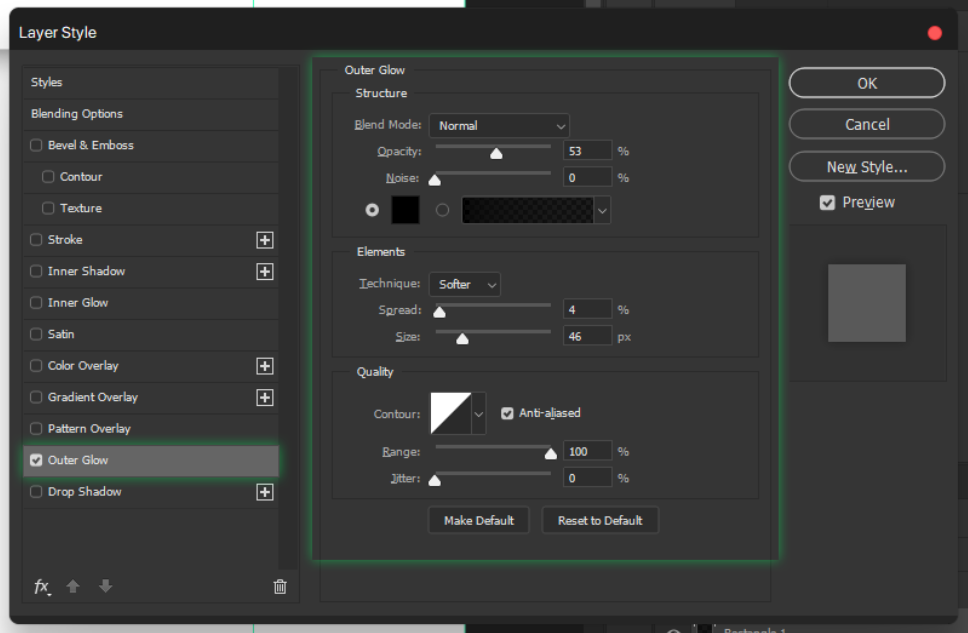 Layer Style
Styles
Blending Options
Bevel & Emboss
Contour
Texture
Stroke
Inner Shadow
Inner Glow
Satin
Color Overlay
Gradient Overlay
Pattern Overlay
Outer Glow
Drop Shadow
fx
Outer Glow
Structure
Blend Mode: Normal
Opacity: 53 %
Noise: 0 %
Elements
Technique: Softer
Spread: 4 %
Size: 46 px
Quality
Contour: Anti-aliased
Range: 100 %
Jitter: 0 %
Make Default Reset to Default
OK
Cancel
New Style...
Preview
Rectangle 1